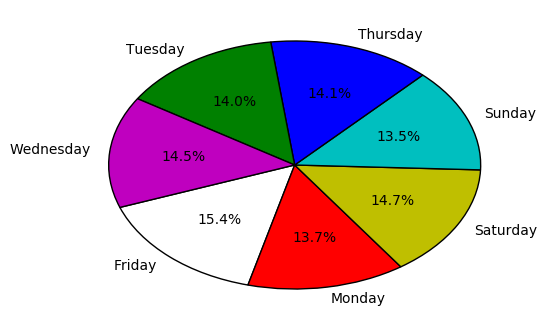 Thursday
Tuesday
14.1%
14.0%
Sunday
13.5%
Wednesday
14.5%
14.7%
15.4%
Saturday
13.7%
Friday
Monday